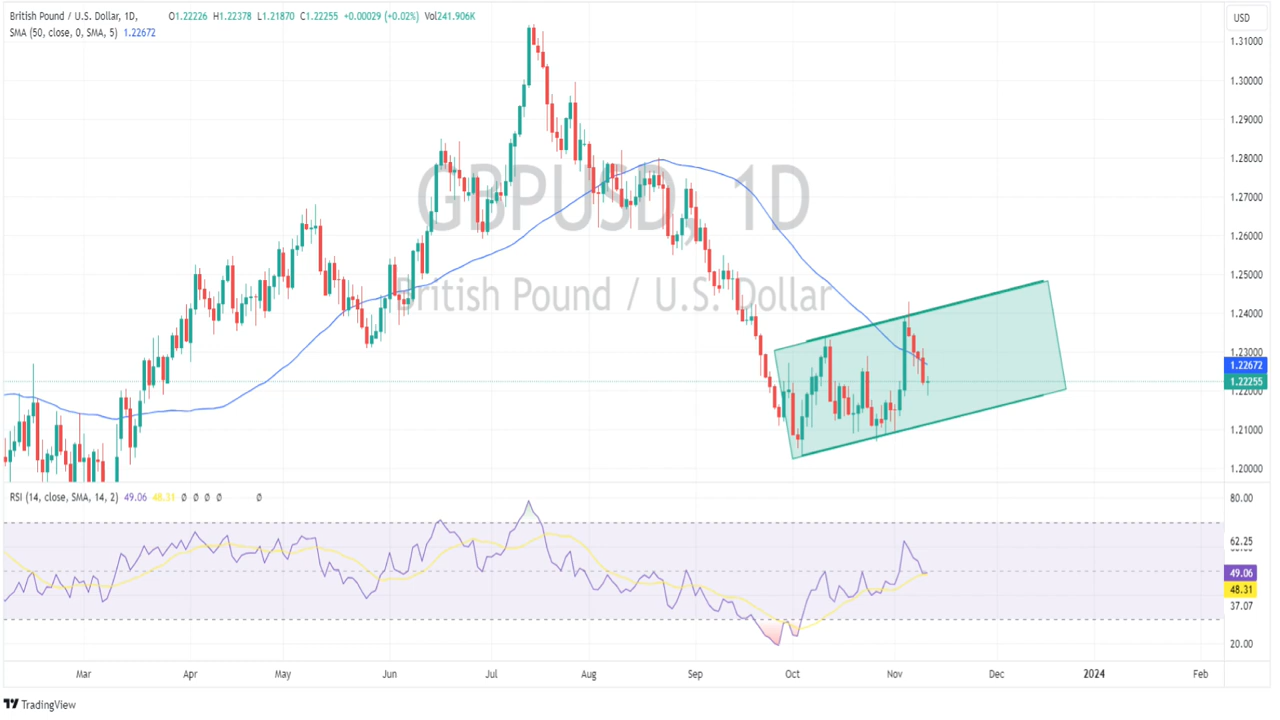 British Pound / U.S. Dollar, 1D, O1.22226 H1.22378 L1.21870 C1.22255 +0.00029 (+0.02%) Vol241.906K
SMA (50, close, 0, SMA, 5) 1.22672
USD
1.31000
1.30000
1.29000
1.28000
1.27000
1.26000
1.25000
1.24000
1.23000
1.22672
1.22255
1.22000
1.21000
1.20000
GBPUSD, 1D
British Pound / U.S. Dollar
RSI (14, close, SMA, 14, 2) 49.06 48.31 Ø Ø Ø Ø Ø
80.00
62.25
49.06
48.31
37.07
20.00
Mar Apr May Jun Jul Aug Sep Oct Nov Dec 2024 Feb
TradingView